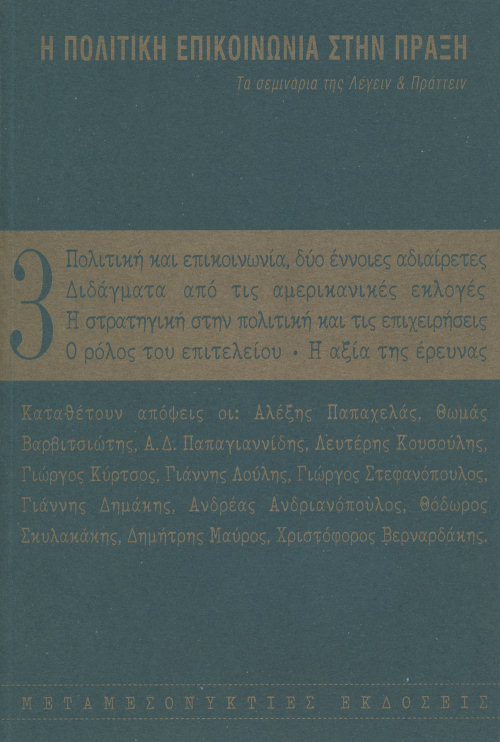 Η ΠΟΛΙΤΙΚΗ ΕΠΙΚΟΙΝΩΝΙΑ ΣΤΗΝ ΠΡΑΞΗ
Τα σεμινάρια της Λέγειν & Πράττειν
3
Πολιτική και επικοινωνία, δύο έννοιες αδιαίρετες
Διδάγματα από τις αμερικανικές εκλογές
Η στρατηγική στην πολιτική και τις επιχειρήσεις
Ο ρόλος του επιτελείου • Η αξία της έρευνας
Καταθέτουν απόψεις οι: Αλέξης Παπαχελάς, Θωμάς
Βαρβιτσιώτης, Α.Δ. Παπαγιαννίδης, Λευτέρης Κουσούλης,
Γιώργος Κύρτσος, Γιάννης Λούλης, Γιώργος Στεφανόπουλος,
Γιάννης Δημάκης, Ανδρέας Ανδριανόπουλος, Θόδωρος
Σκυλακάκης, Δημήτρης Μαύρος, Χριστόφορος Βερναρδάκης.
ΜΕΤΑΜΕΣΟΝΥΚΤΙΕΣ ΕΚΔΟΣΕΙΣ